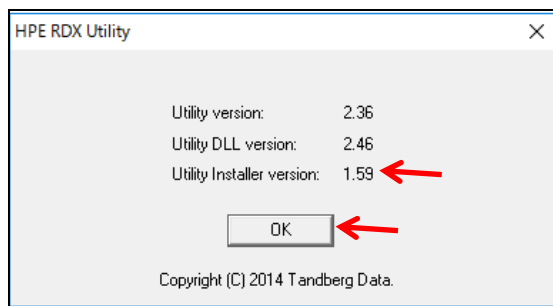 HPE RDX Utility
Utility version: 2.36
Utility DLL version: 2.46
Utility Installer version: 1.59
OK
Copyright (C) 2014 Tandberg Data.